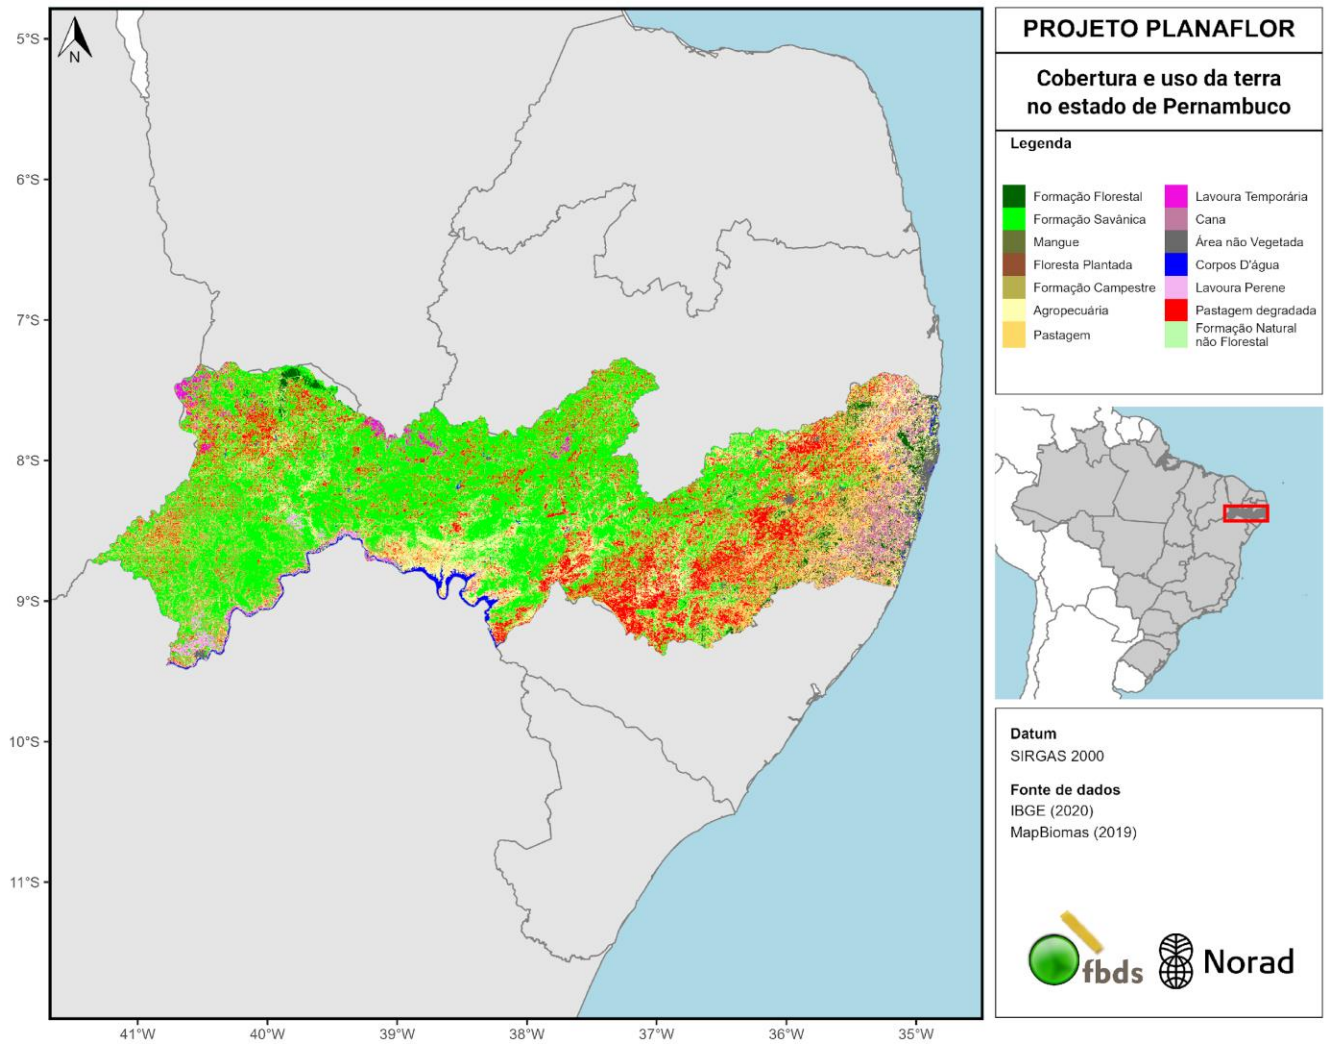 PROJETO PLANAFLOR
Cobertura e uso da terra
no estado de Pernambuco
Legenda
Formação Florestal
Formação Savânica
Mangue
Floresta Plantada
Formação Campestre
Agropecuária
Pastagem
Lavoura Temporária
Cana
Área não Vegetada
Corpos D'água
Lavoura Perene
Pastagem degradada
Formação Natural
não Florestal
N
5°S
6°S
7°S
8°S
9°S
10°S
11°S
41°W
40°W
39°W
38°W
37°W
36°W
35°W
Datum
SIRGAS 2000
Fonte de dados
IBGE (2020)
MapBiomas (2019)
fbds
Norad